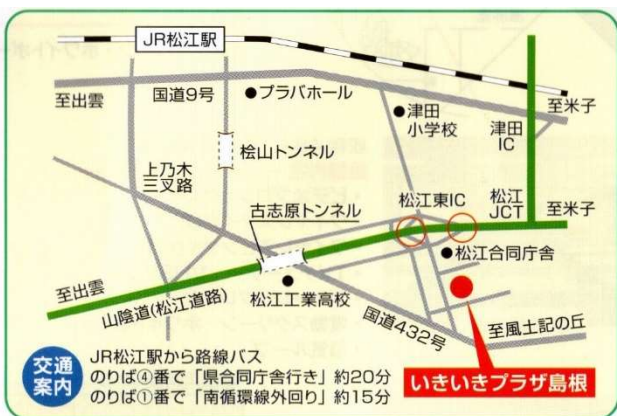 JR松江駅
国道9号
プラバホール
至出雲
津田
小学校
至米子
津田
IC
桧山トンネル
上乃木
三叉路
松江東IC
松江
JCT
古志原トンネル
至米子
松江合同庁舎
至出雲
山陰道(松江道路)
松江工業高校
国道432号
至風土記の丘
交通
案内
JR松江駅から路線バス
のりば④番で「県合同庁舎行き」約20分
のりば①番で「南循環線外回り」約15分
いきいきプラザ島根